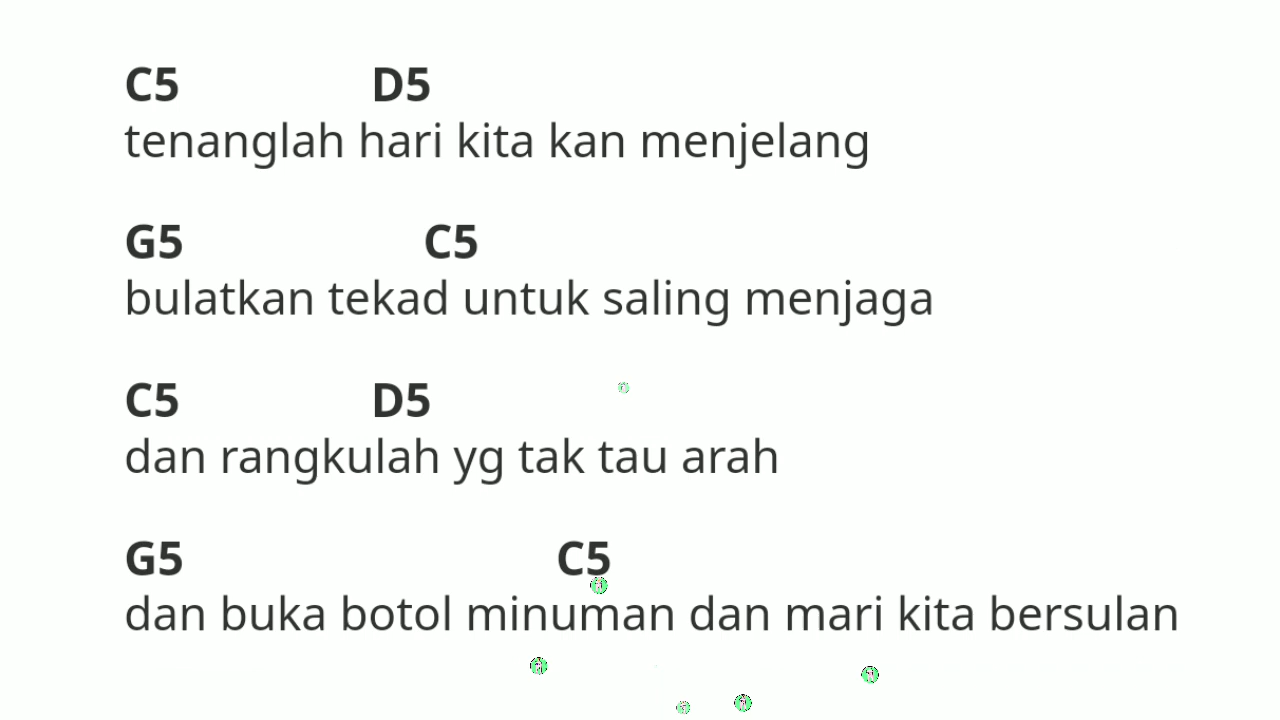 C5 D5
tenanglah hari kita kan menjelang
G5 C5
bulatkan tekad untuk saling menjaga
C5 D5
dan rangkulah yg tak tau arah
G5 C5
dan buka botol minuman dan mari kita bersulan